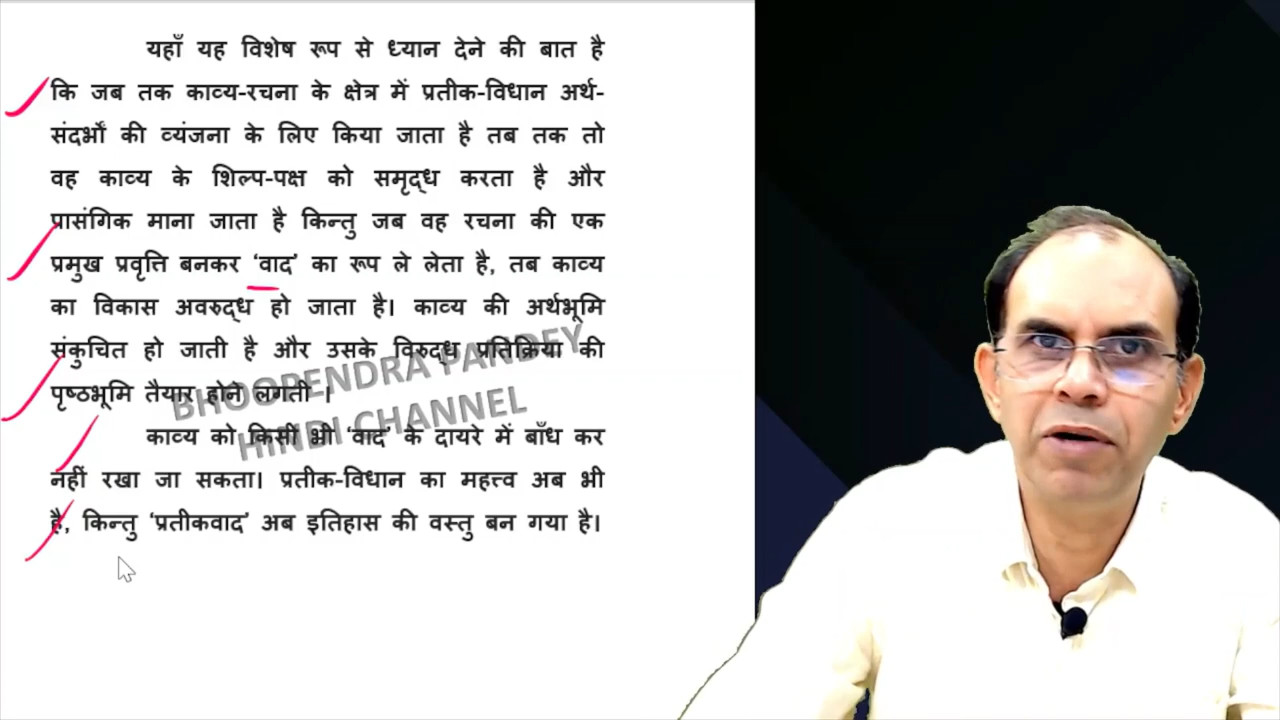 यहाँ यह विशेष रूप से ध्यान देने की बात है
कि जब तक काव्य-रचना के क्षेत्र में प्रतीक-विधान अर्थ-
संदर्भों की व्यंजना के लिए किया जाता है तब तक तो
वह काव्य के शिल्प-पक्ष को समृद्ध करता है और
प्रासंगिक माना जाता है किन्तु जब वह रचना की एक
प्रमुख प्रवृत्ति बनकर ‘वाद’ का रूप ले लेता है, तब काव्य
का विकास अवरुद्ध हो जाता है। काव्य की अर्थभूमि
संकुचित हो जाती है और उसके विरुद्ध प्रतिक्रिया की
पृष्ठभूमि तैयार होने लगती ।
काव्य को किसी भी ‘वाद’ के दायरे में बाँध कर
नहीं रखा जा सकता। प्रतीक-विधान का महत्त्व अब भी
है, किन्तु ‘प्रतीकवाद’ अब इतिहास की वस्तु बन गया है।
BHOOPENDRA PANDEY
HINDI CHANNEL